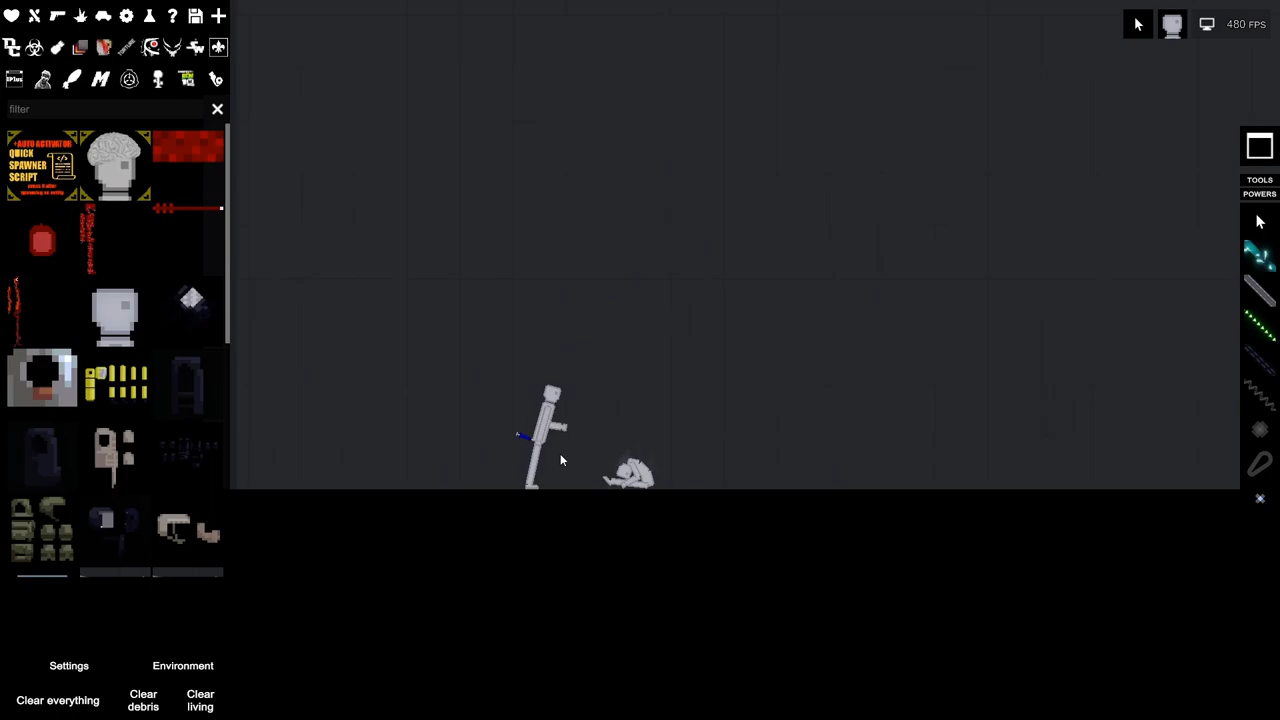 480 FPS
filter
+AUTO ACTIVATOR
QUICK
SPAWNER
SCRIPT
TOOLS
POWERS
Settings
Environment
Clear everything
Clear debris
Clear living